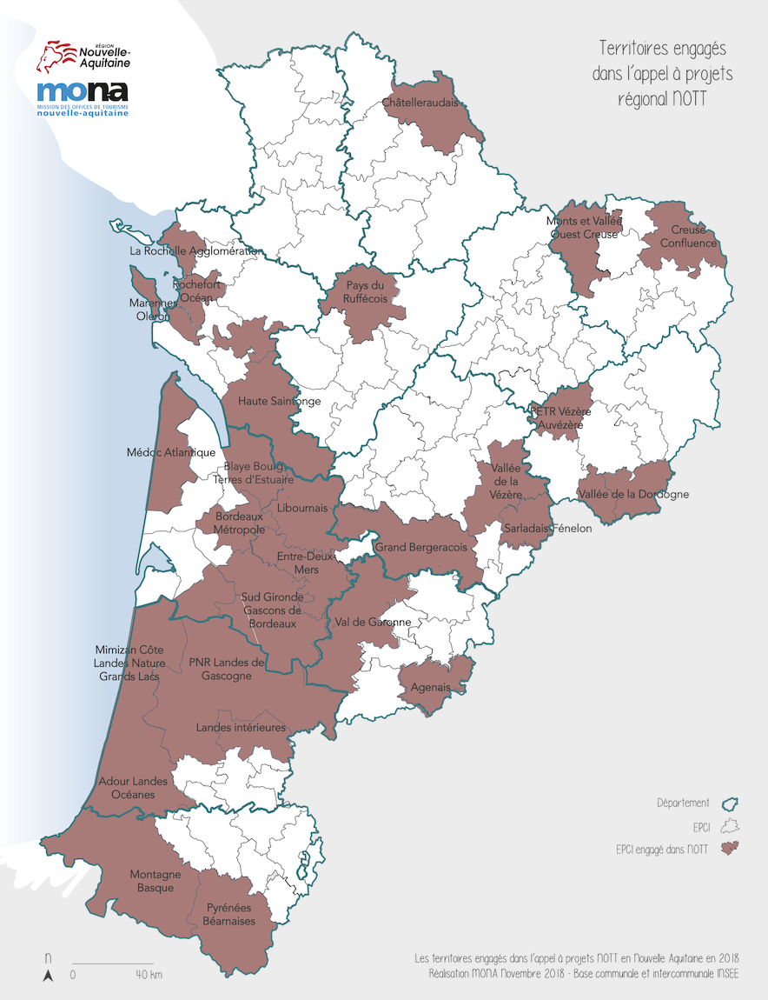 RÉGION
Nouvelle-
Aquitaine
mona
MISSION DES OFFICES DE TOURISME
nouvelle-aquitaine
Territoires engagés
dans l'appel à projets
régional NOTT
Châtelleraudais
Monts et Vallée
Ouest Creuse
Creuse
Confluence
La Rochelle Agglomération
Rochefort
Océan
Marennes
Oléron
Pays du
Ruffécois
Haute Saintonge
PETR Vézère
Auvézère
Médoc Atlantique
Blaye Bourg
Terres d'Estuaire
Vallée
de la
Vézère
Vallée de la Dordogne
Libournais
Bordeaux
Métropole
Sarladais Fénelon
Grand Bergeracois
Entre-Deux-
Mers
Sud Gironde
Gascons de
Bordeaux
Val de Garonne
Mimizan Côte
Landes Nature
Grands Lacs
PNR Landes de
Gascogne
Agenais
Landes intérieures
Adour Landes
Océanes
Montagne
Basque
Pyrénées
Béarnaises
Département
EPCI
EPCI engagé dans NOTT
n
0
40 km
Les territoires engagés dans l'appel à projets NOTT en Nouvelle Aquitaine en 2018
Réalisation MONA Novembre 2018 - Base communale et intercommunale INSEE